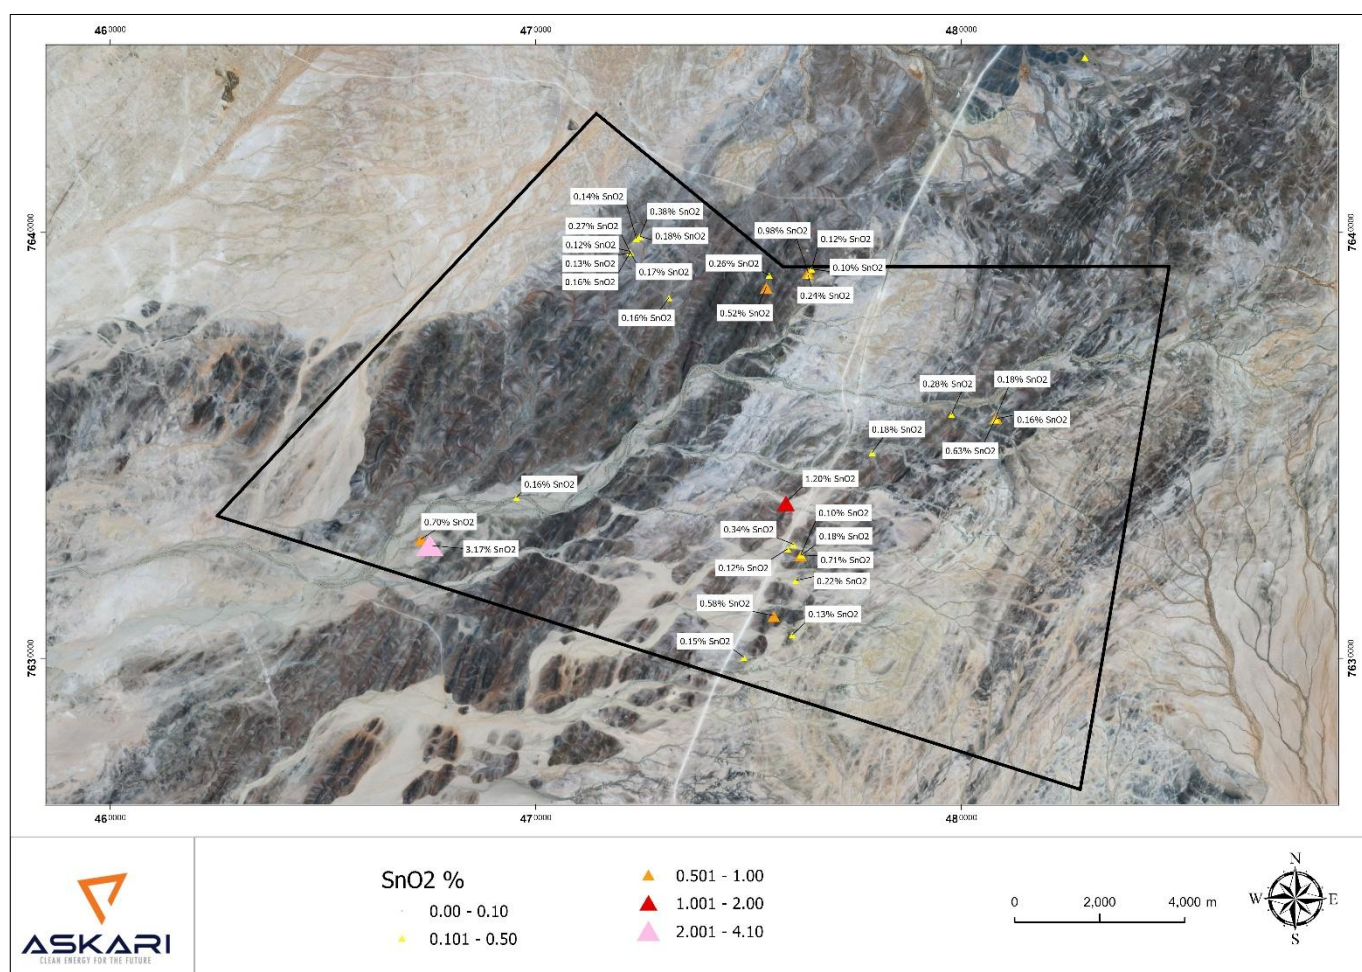 46⁰⁰⁰⁰
47⁰⁰⁰⁰
48⁰⁰⁰⁰
764⁰⁰⁰⁰
764⁰⁰⁰⁰
0.14% SnO2
0.38% SnO2
0.27% SnO2
0.18% SnO2
0.12% SnO2
0.13% SnO2
0.17% SnO2
0.16% SnO2
0.16% SnO2
0.98% SnO2
0.12% SnO2
0.26% SnO2
0.10% SnO2
0.24% SnO2
0.52% SnO2
0.28% SnO2
0.18% SnO2
0.16% SnO2
0.18% SnO2
0.63% SnO2
0.16% SnO2
1.20% SnO2
0.70% SnO2
3.17% SnO2
0.10% SnO2
0.34% SnO2
0.18% SnO2
0.71% SnO2
0.12% SnO2
0.22% SnO2
0.58% SnO2
0.13% SnO2
0.15% SnO2
763⁰⁰⁰⁰
763⁰⁰⁰⁰
46⁰⁰⁰⁰
47⁰⁰⁰⁰
48⁰⁰⁰⁰
ASKARI
CLEAN ENERGY FOR THE FUTURE
SnO2 %
0.00 - 0.10
0.101 - 0.50
0.501 - 1.00
1.001 - 2.00
2.001 - 4.10
0 2,000 4,000 m
N
W E
S